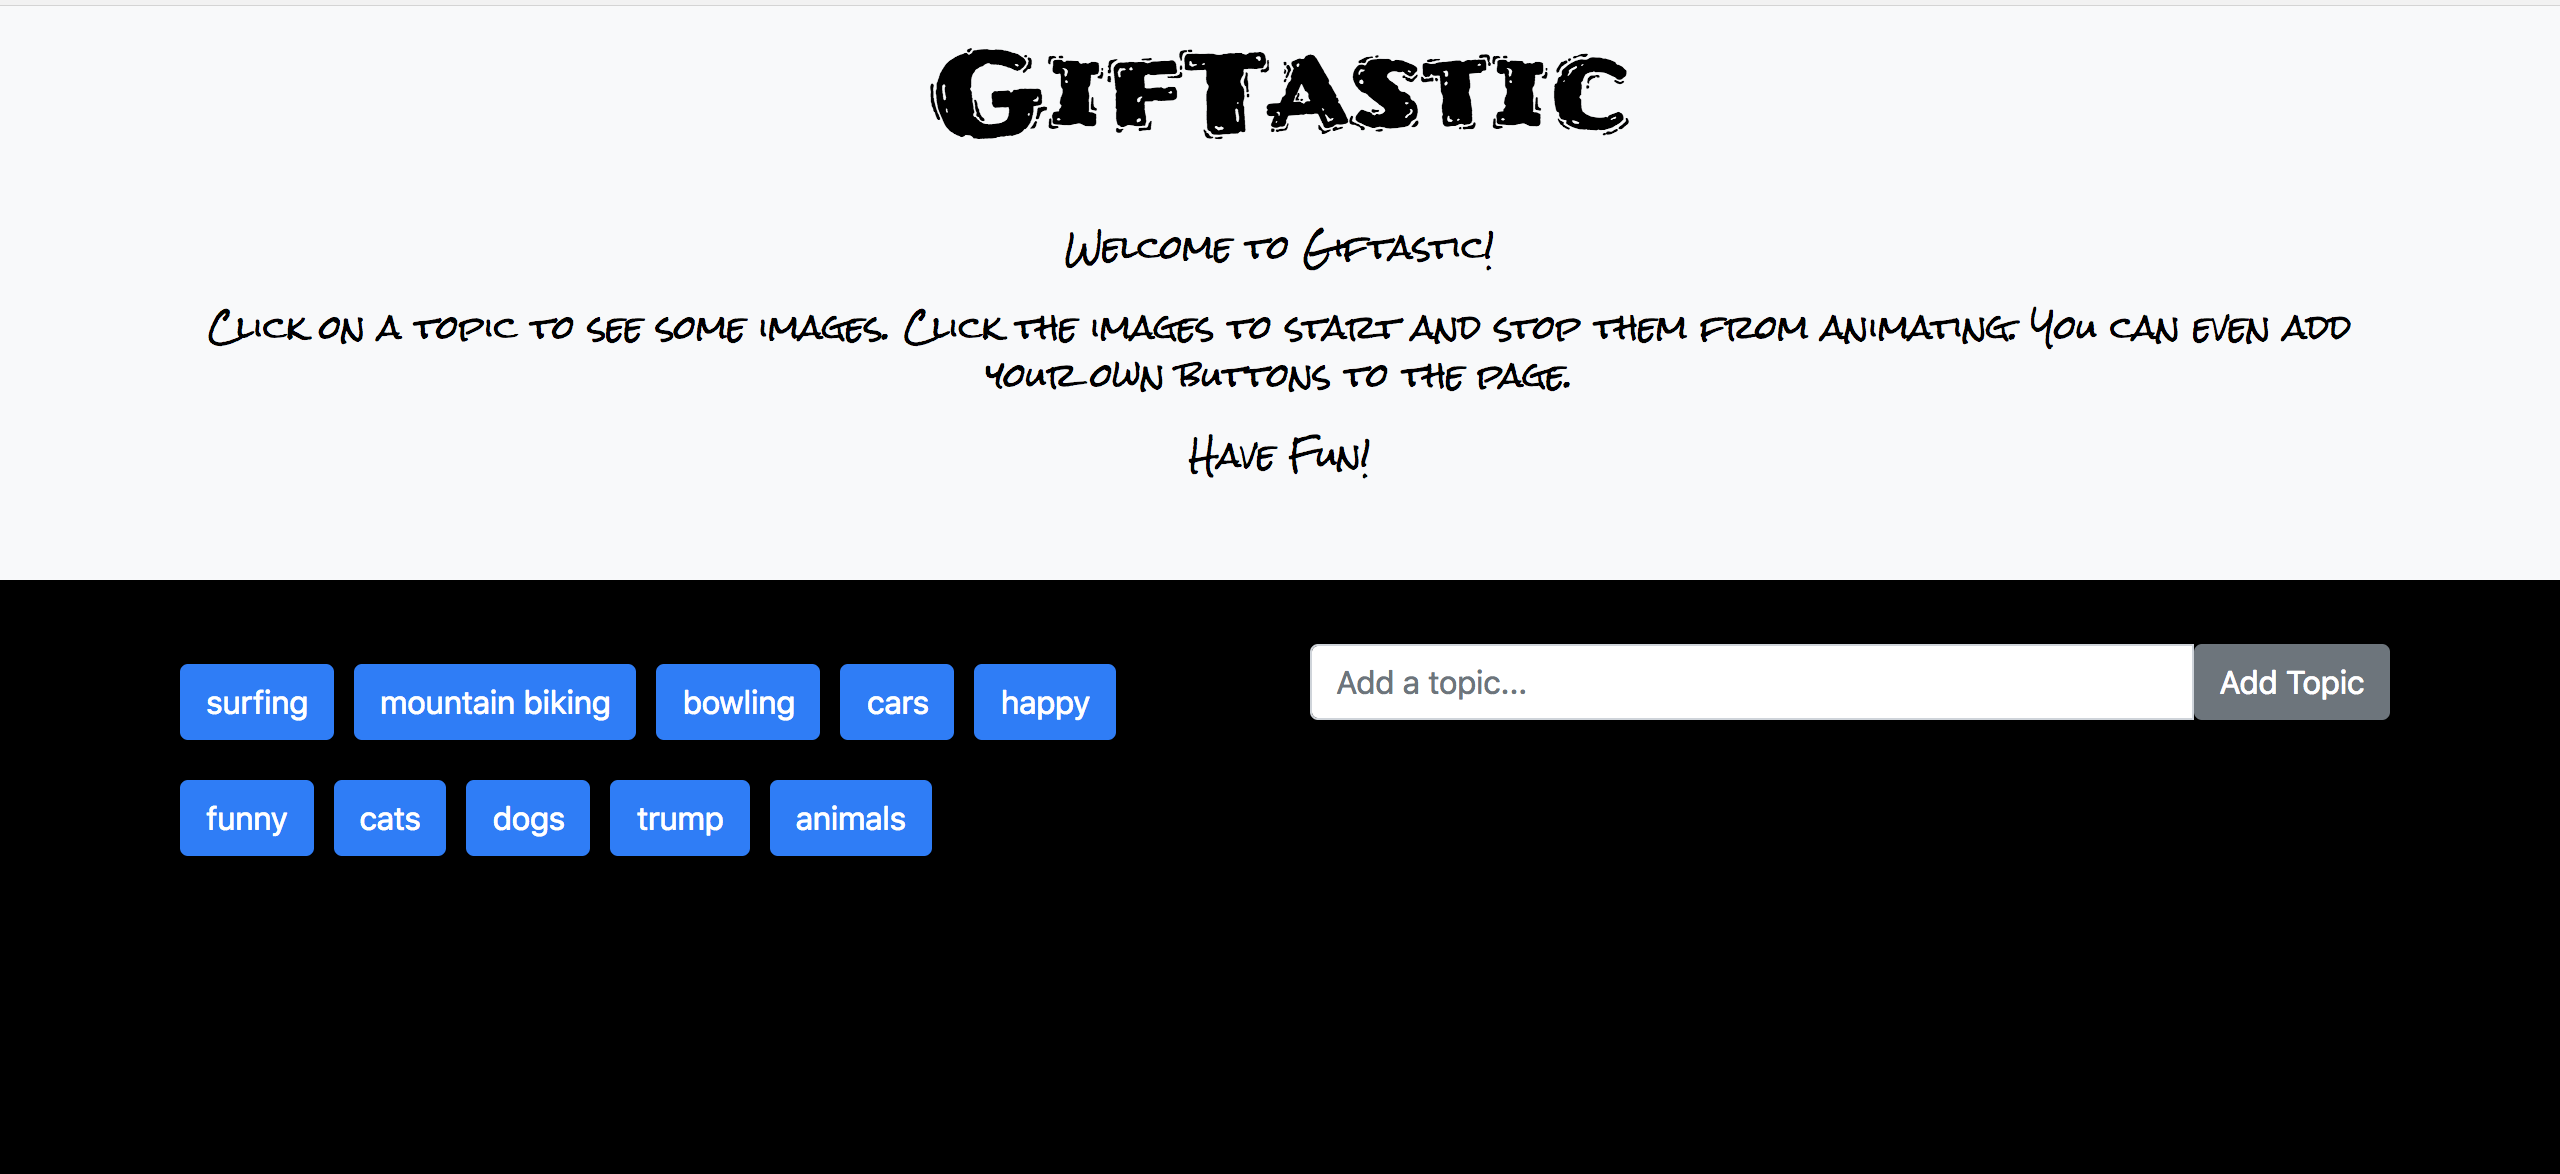 GifTastic
Welcome to Giftastic!
Click on a topic to see some images. Click the images to start and stop them from animating. You can even add
your own buttons to the page.
Have Fun!
surfing mountain biking bowling cars happy
Add a topic... Add Topic
funny cats dogs trump animals